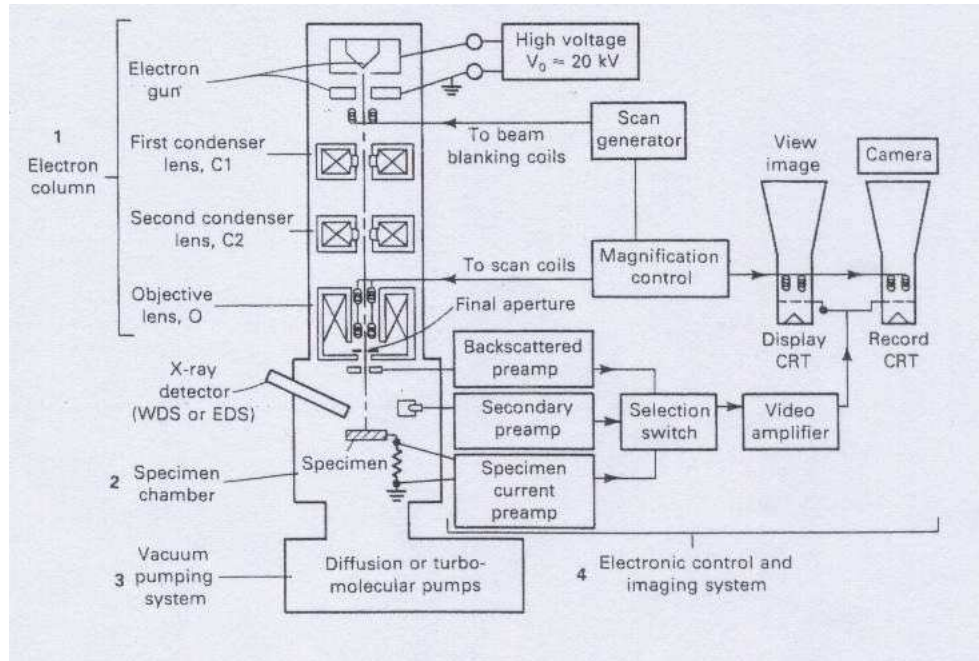 High voltage
V₀ ≈ 20 kV
Electron
gun
1
Electron
column
To beam
blanking coils
Scan
generator
First condenser
lens, C1
View
image
Camera
Second condenser
lens, C2
To scan coils
Magnification
control
Objective
lens, O
Final aperture
Display
CRT
Record
CRT
Backscattered
preamp
X-ray
detector
(WDS or EDS)
Secondary
preamp
Selection
switch
Video
amplifier
Specimen
Specimen
current
preamp
2 Specimen
chamber
3 Vacuum
pumping
system
Diffusion or turbo-
molecular pumps
4 Electronic control and
imaging system